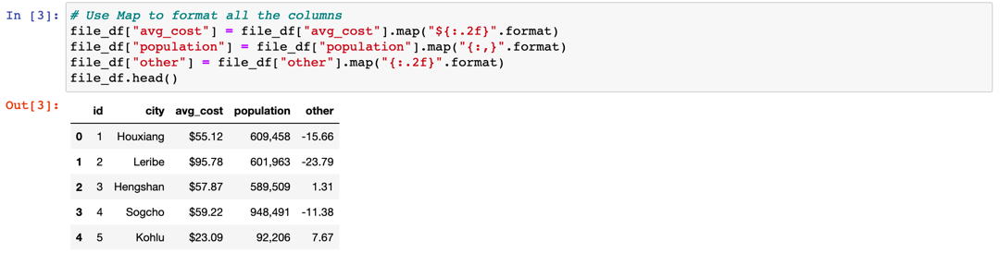 In [3]: # Use Map to format all the columns
file_df["avg_cost"] = file_df["avg_cost"].map("${:.2f}".format)
file_df["population"] = file_df["population"].map("{:,}".format)
file_df["other"] = file_df["other"].map("{:.2f}".format)
file_df.head()
Out[3]:
id city avg_cost population other
0 1 Houxiang $55.12 609,458 -15.66
1 2 Leribe $95.78 601,963 -23.79
2 3 Hengshan $57.87 589,509 1.31
3 4 Sogcho $59.22 948,491 -11.38
4 5 Kohlu $23.09 92,206 7.67